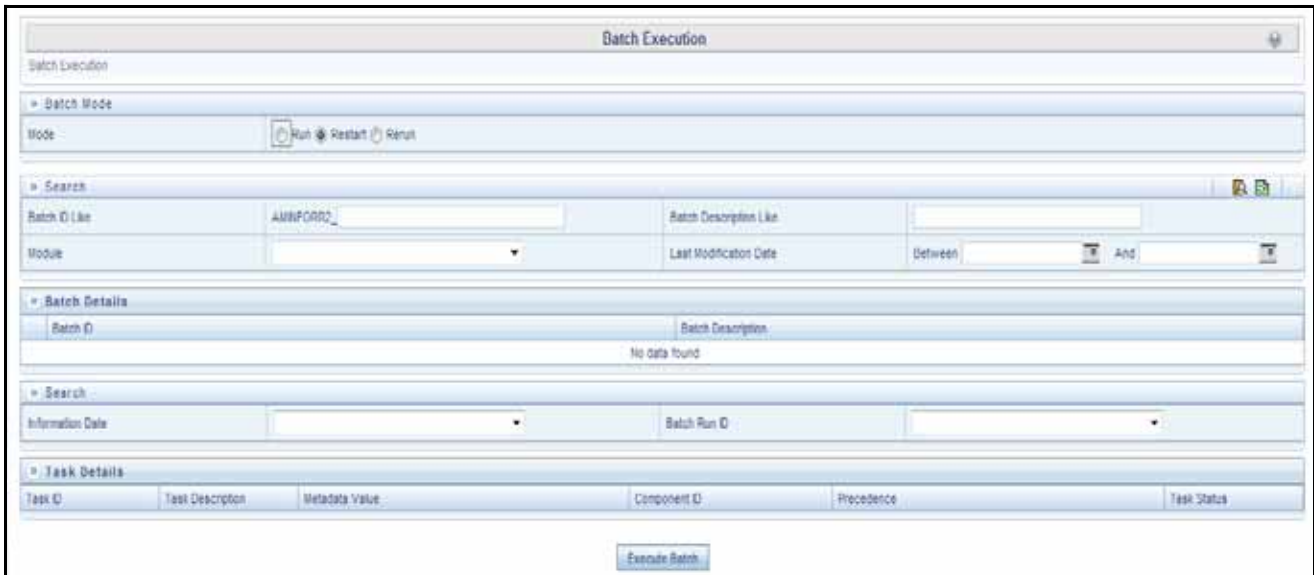 Batch Execution
Batch Execution
» Batch Mode
Mode Run Restart Rerun
» Search
Batch ID Like Batch Description Like
Module Last Modification Date Between And
» Batch Details
Batch ID Batch Description
No data found
» Search
Information Date Batch Run ID
» Task Details
Task ID Task Description Metadata Value Component ID Precedence Task Status
Execute Batch